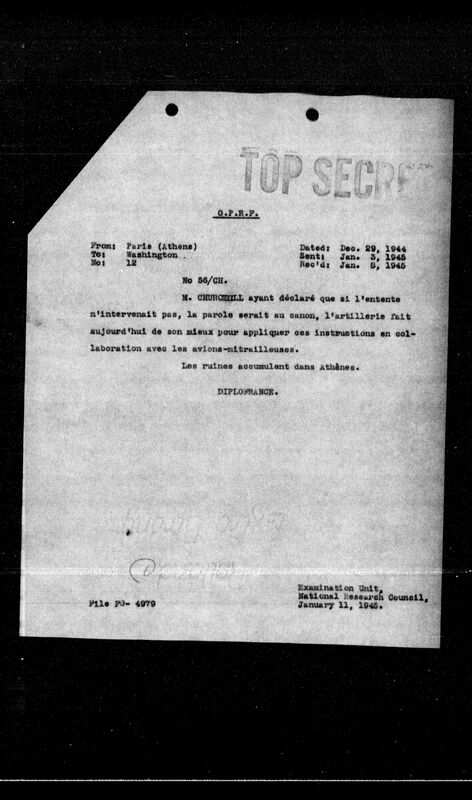 TOP SECRET
G.P.R.F.
From: Paris (Athens) Dated: Dec. 29, 1944
To: Washington Sent: Jan. 3, 1945
No: 12 Rec'd: Jan. 5, 1945
No 56/CH.
M. CHURCHILL ayant déclaré que si l'entente
n'intervenait pas, la parole serait au canon, l'artillerie fait
aujourd'hui de son mieux pour appliquer ces instructions en col-
laboration avec les avions-mitrailleuses.
Les ruines accumulent dans Athènes.
DIPLOFRANCE.
Examination Unit,
National Research Council,
File FJ- 4979 January 11, 1945.